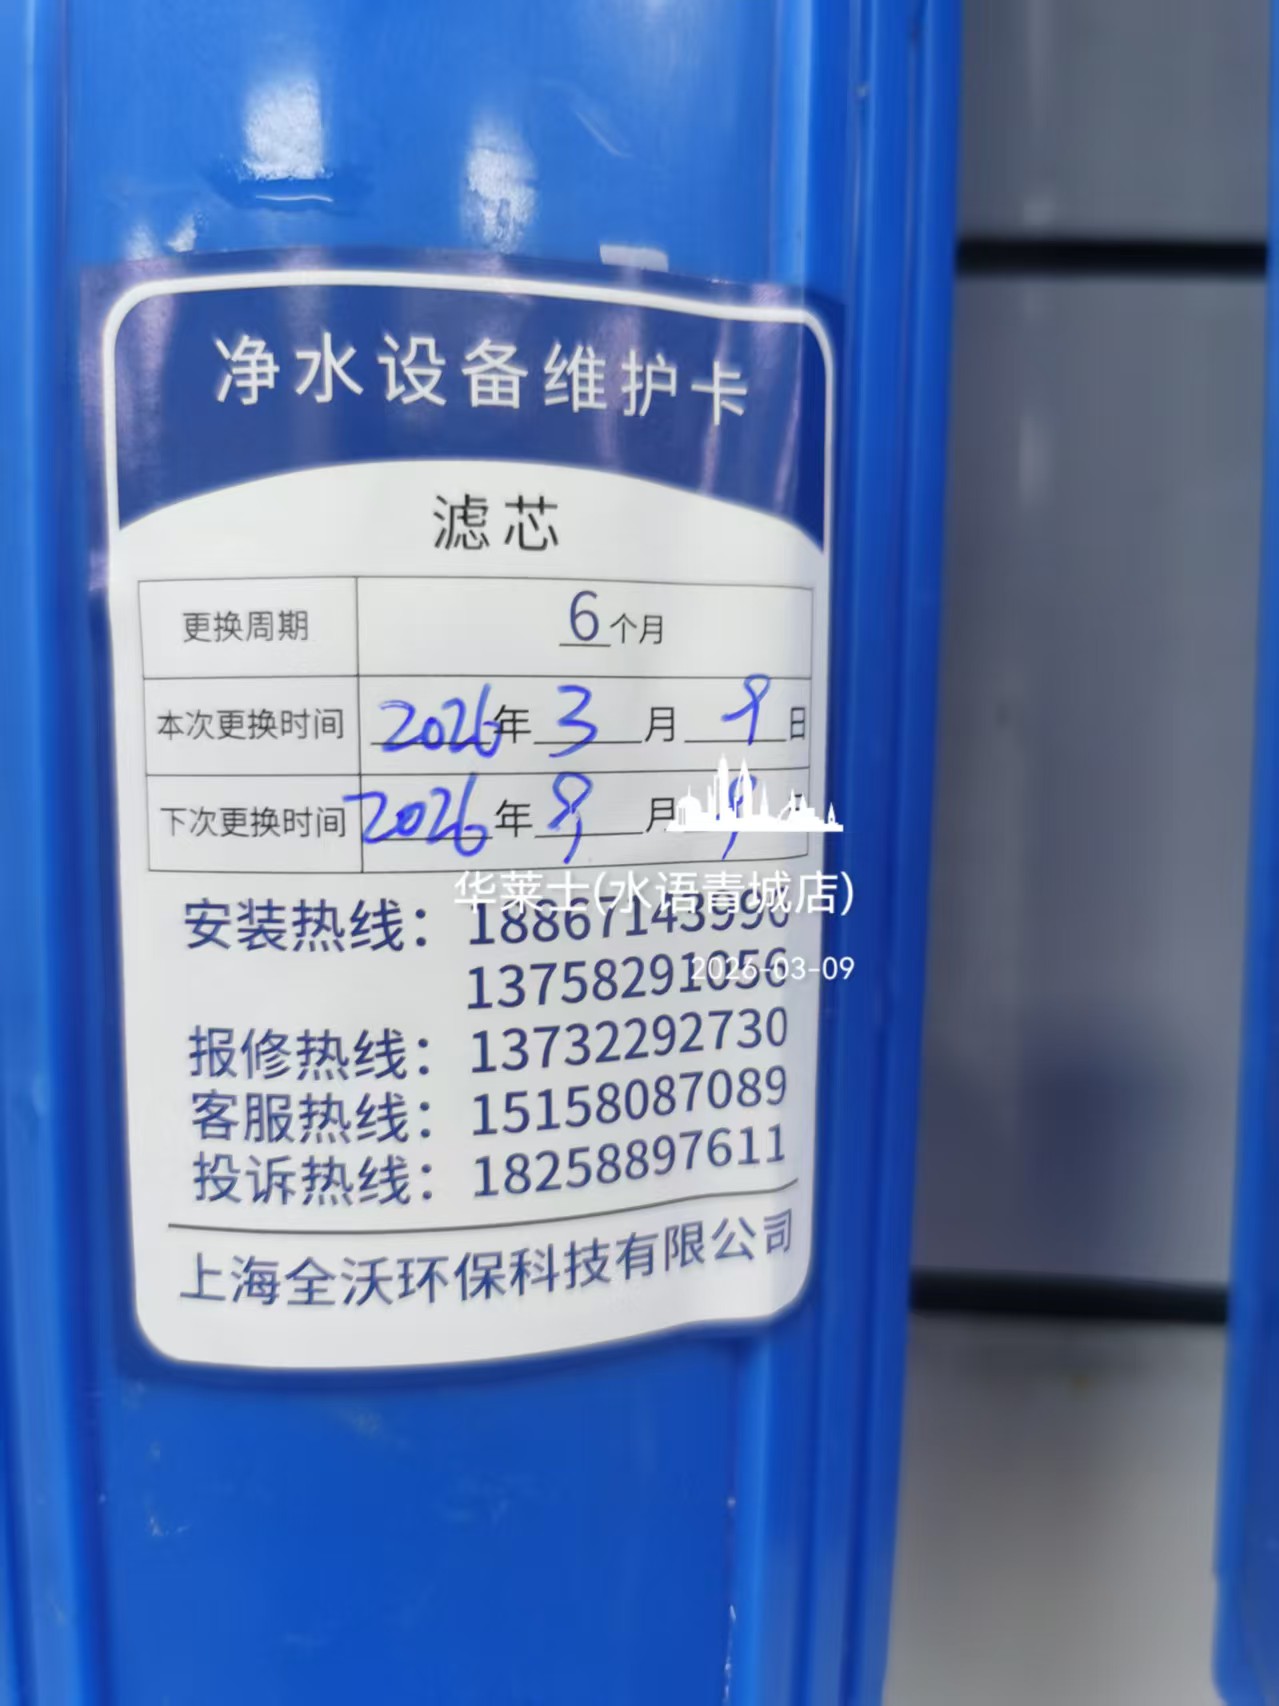 净水设备维护卡
滤芯
更换周期 6个月
本次更换时间 2026年3月9日
下次更换时间 2026年9月9日
华莱士(水语青城店)
安装热线：18867143990
2026-03-09
13758291056
报修热线：13732292730
客服热线：15158087089
投诉热线：18258897611
上海全沃环保科技有限公司